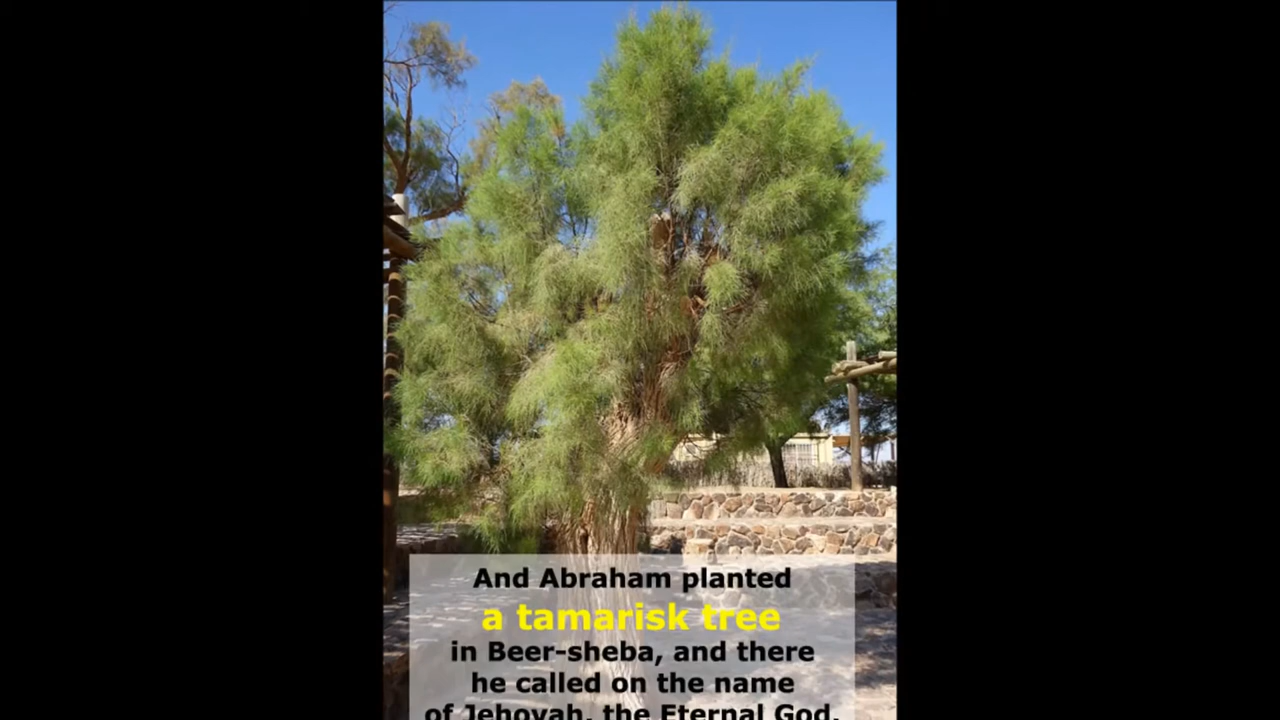 And Abraham planted
a tamarisk tree
in Beer-sheba, and there
he called on the name
of Jehovah, the Eternal God.